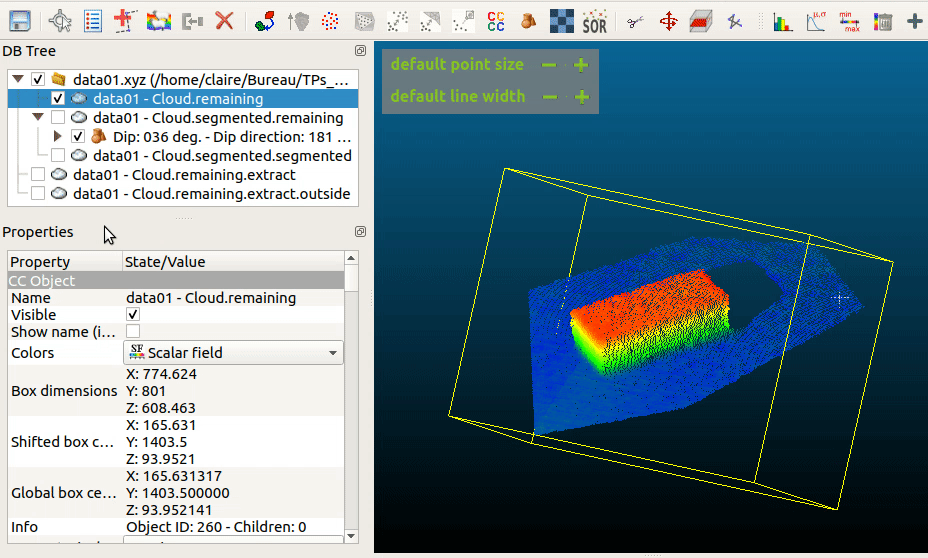 CC
CC
SOR
μ,σ
min
max
DB Tree
data01.xyz (/home/claire/Bureau/TPs_...
data01 - Cloud.remaining
data01 - Cloud.segmented.remaining
Dip: 036 deg. - Dip direction: 181 ...
data01 - Cloud.segmented.segmented
data01 - Cloud.remaining.extract
data01 - Cloud.remaining.extract.outside
Properties
Property State/Value
CC Object
Name data01 - Cloud.remaining
Visible
Show name (i...
Colors SF Scalar field
X: 774.624
Box dimensions Y: 801
Z: 608.463
X: 165.631
Shifted box c... Y: 1403.5
Z: 93.9521
X: 165.631317
Global box ce... Y: 1403.500000
Z: 93.952141
Info Object ID: 260 - Children: 0
default point size − +
default line width − +